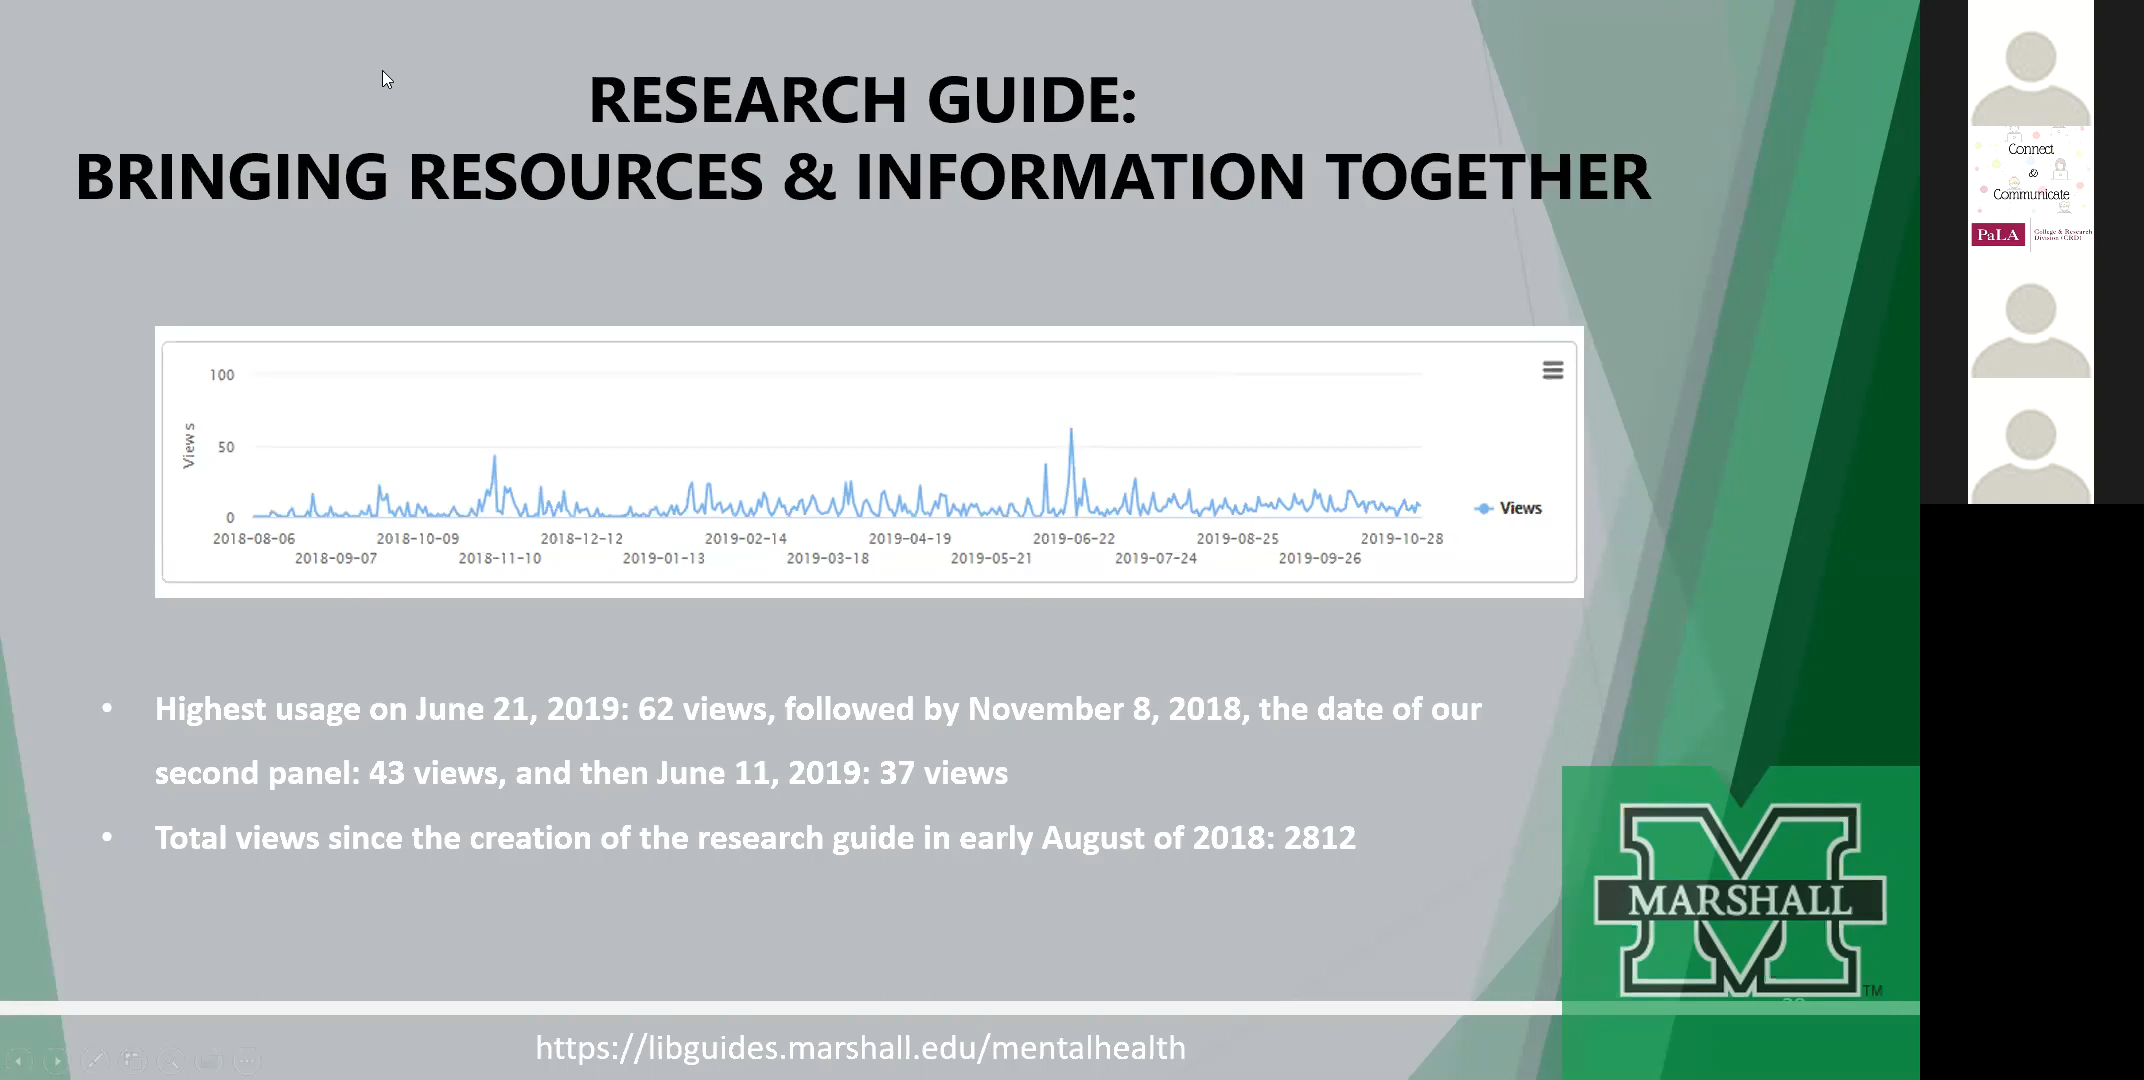 RESEARCH GUIDE:
BRINGING RESOURCES & INFORMATION TOGETHER
100
50
0
Views
2018-08-06
2018-09-07
2018-10-09
2018-11-10
2018-12-12
2019-01-13
2019-02-14
2019-03-18
2019-04-19
2019-05-21
2019-06-22
2019-07-24
2019-08-25
2019-09-26
2019-10-28
Views
• Highest usage on June 21, 2019: 62 views, followed by November 8, 2018, the date of our
second panel: 43 views, and then June 11, 2019: 37 views
• Total views since the creation of the research guide in early August of 2018: 2812
MARSHALL
TM
https://libguides.marshall.edu/mentalhealth
Connect
&
Communicate
PaLA
College & Research
Division (CRD)